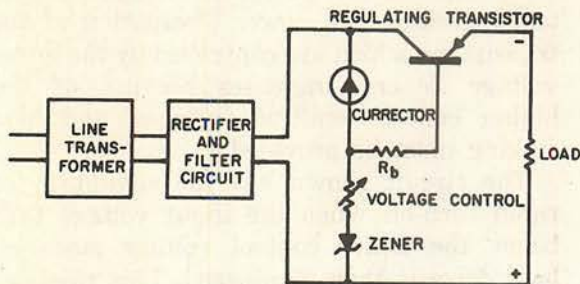 REGULATING TRANSISTOR
−
CURRECTOR
LINE
TRANS-
FORMER
RECTIFIER
AND
FILTER
CIRCUIT
Rb
LOAD
VOLTAGE CONTROL
ZENER
+